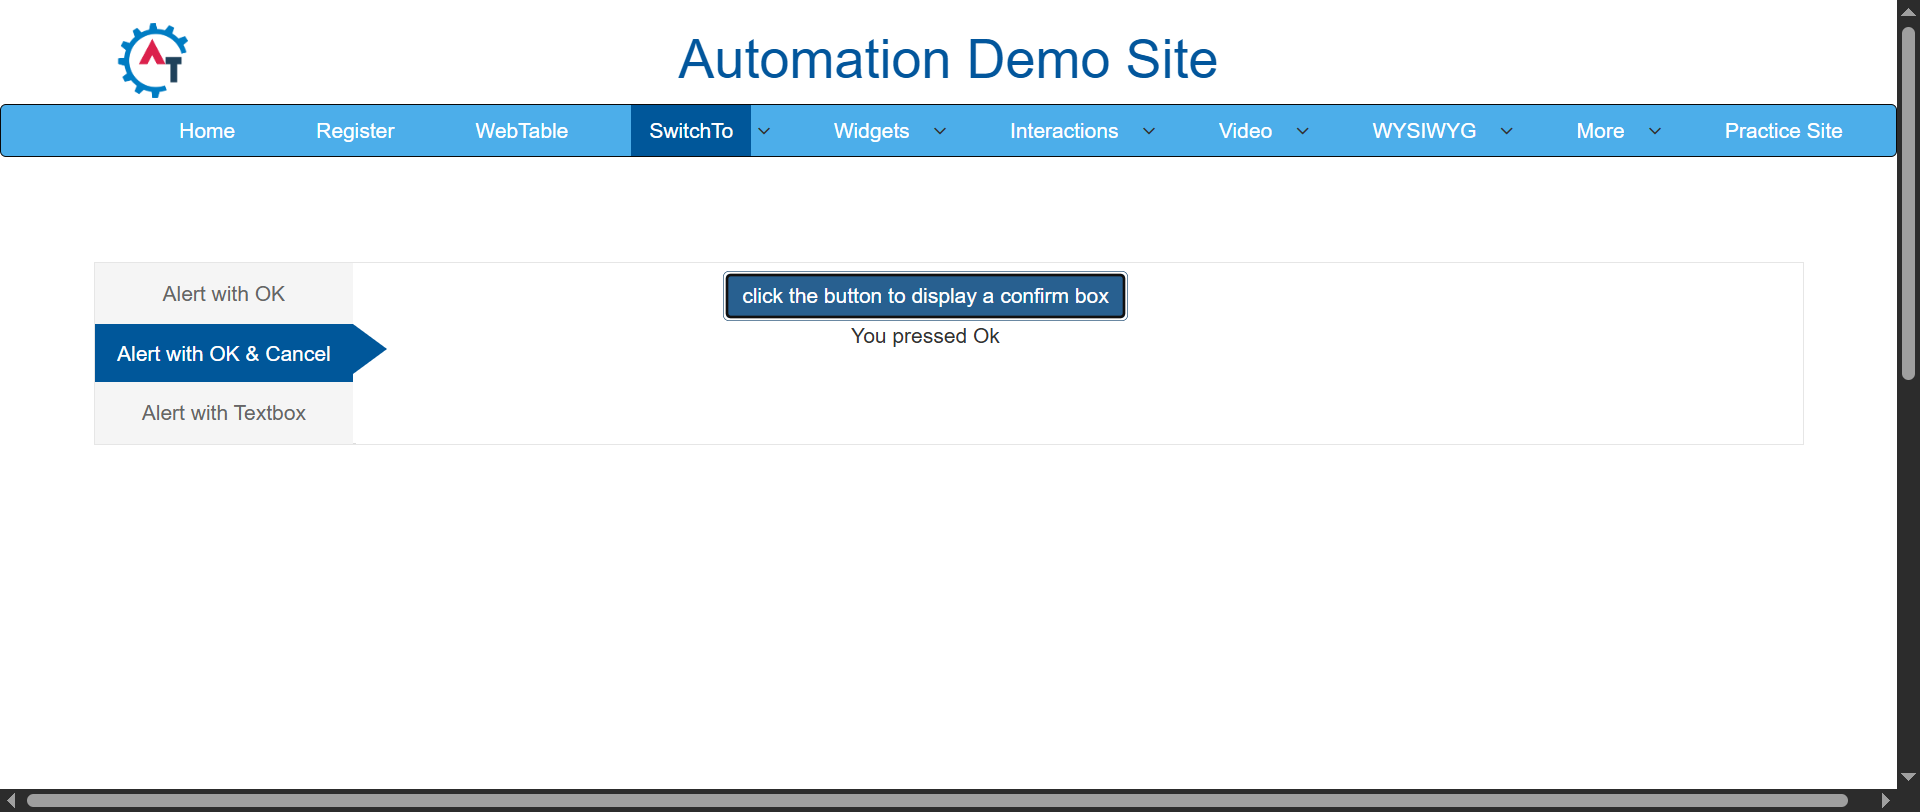 AT
Automation Demo Site
Home Register WebTable SwitchTo Widgets Interactions Video WYSIWYG More Practice Site
Alert with OK
click the button to display a confirm box
You pressed Ok
Alert with OK & Cancel
Alert with Textbox